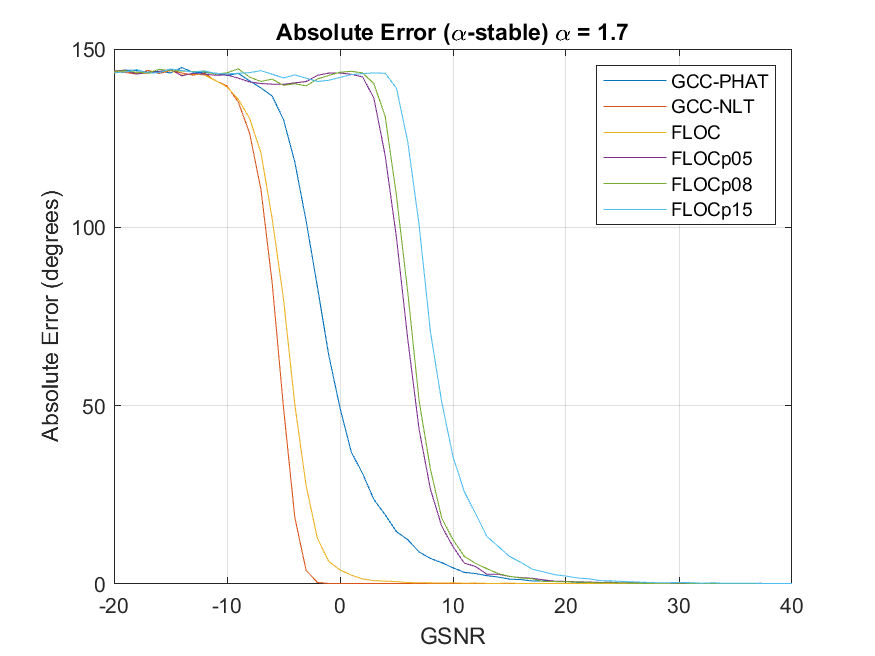 Absolute Error (α-stable) α = 1.7
150
100
50
0
Absolute Error (degrees)
-20
-10
0
10
20
30
40
GSNR
GCC-PHAT
GCC-NLT
FLOC
FLOCp05
FLOCp08
FLOCp15